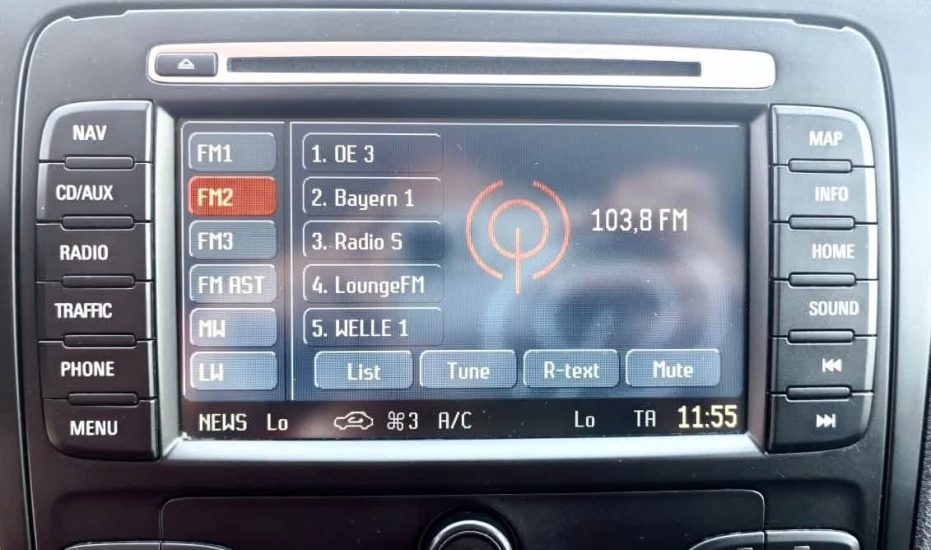 NAV
CD/AUX
RADIO
TRAFFIC
PHONE
MENU
FM1
FM2
FM3
FM AST
MW
LW
1. OE 3
2. Bayern 1
3. Radio S
4. LoungeFM
5. WELLE 1
103,8 FM
List Tune R-text Mute
NEWS Lo ⌘3 A/C Lo TA 11:55
MAP
INFO
HOME
SOUND